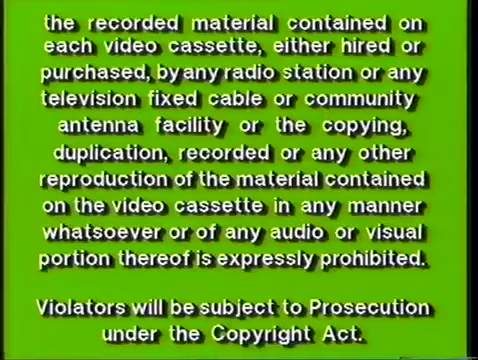 the recorded material contained on
each video cassette, either hired or
purchased, by any radio station or any
television fixed cable or community
antenna facility or the copying,
duplication, recorded or any other
reproduction of the material contained
on the video cassette in any manner
whatsoever or of any audio or visual
portion thereof is expressly prohibited.
Violators will be subject to Prosecution
under the Copyright Act.